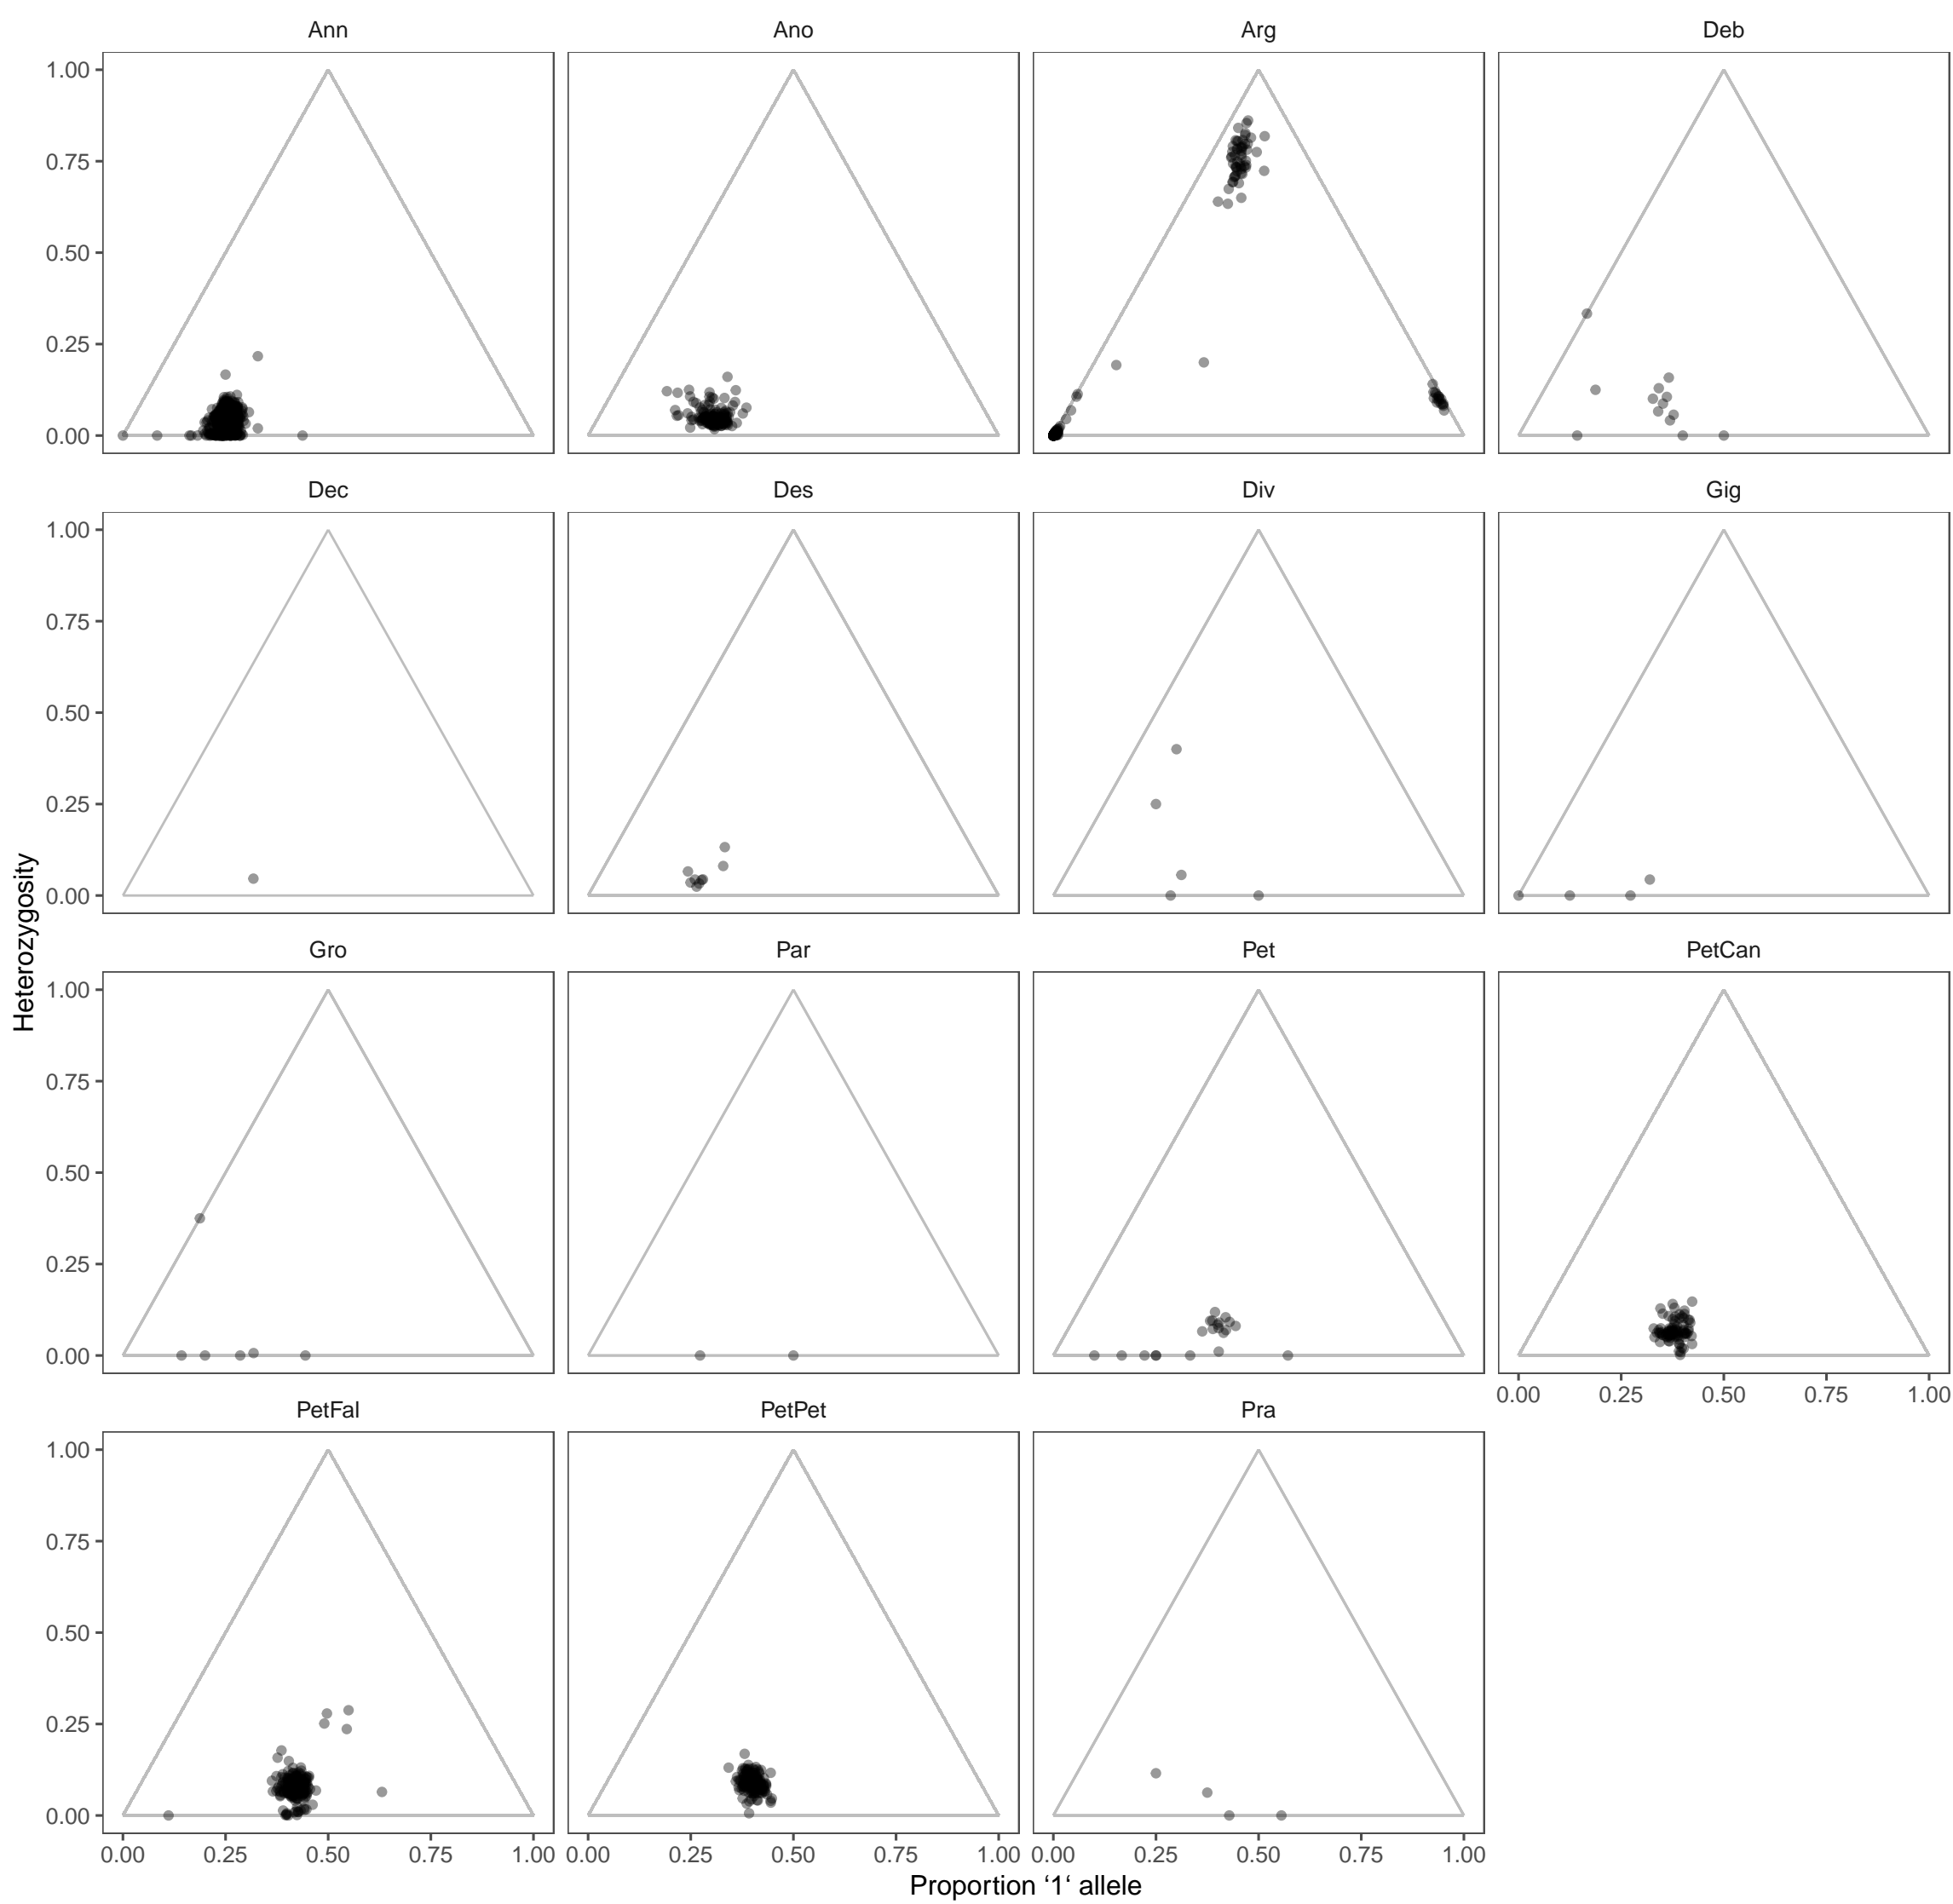 Ann Ano Arg Deb
1.00
0.75
0.50
0.25
0.00
Dec Des Div Gig
1.00
0.75
0.50
0.25
0.00
Heterozygosity
Gro Par Pet PetCan
1.00
0.75
0.50
0.25
0.00
0.00 0.25 0.50 0.75 1.00
PetFal PetPet Pra
1.00
0.75
0.50
0.25
0.00
0.00 0.25 0.50 0.75 1.00 0.00 0.25 0.50 0.75 1.00 0.00 0.25 0.50 0.75 1.00
Proportion ‘1‘ allele